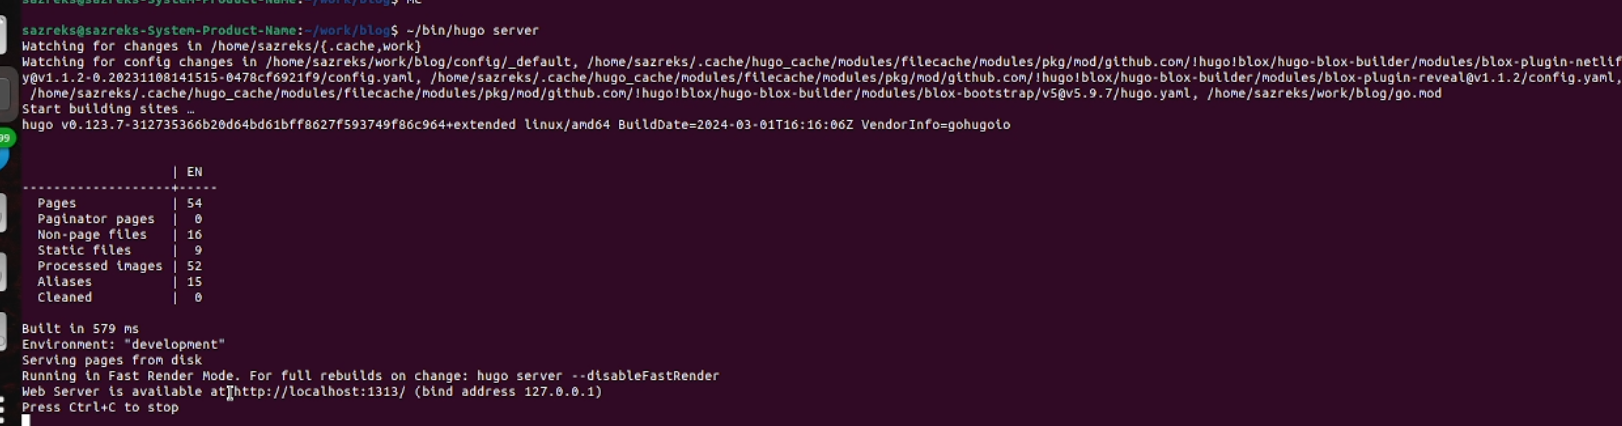 sazreks@sazreks-System-Product-Name:~/work/blog$ mc
sazreks@sazreks-System-Product-Name:~/work/blog$ ~/bin/hugo server
Watching for changes in /home/sazreks/{.cache,work}
Watching for config changes in /home/sazreks/work/blog/config/_default, /home/sazreks/.cache/hugo_cache/modules/filecache/modules/pkg/mod/github.com/!hugo!blox/hugo-blox-builder/modules/blox-plugin-netlif
y@v1.1.2-0.20231108141515-0478cf6921f9/config.yaml, /home/sazreks/.cache/hugo_cache/modules/filecache/modules/pkg/mod/github.com/!hugo!blox/hugo-blox-builder/modules/blox-plugin-reveal@v1.1.2/config.yaml,
/home/sazreks/.cache/hugo_cache/modules/filecache/modules/pkg/mod/github.com/!hugo!blox/hugo-blox-builder/modules/blox-bootstrap/v5@v5.9.7/hugo.yaml, /home/sazreks/work/blog/go.mod
Start building sites …
hugo v0.123.7-312735366b20d64bd61bff8627f593749f86c964+extended linux/amd64 BuildDate=2024-03-01T16:16:06Z VendorInfo=gohugoio
99
| EN
-------------------+-----
Pages | 54
Paginator pages | 0
Non-page files | 16
Static files | 9
Processed images | 52
Aliases | 15
Cleaned | 0
Built in 579 ms
Environment: "development"
Serving pages from disk
Running in Fast Render Mode. For full rebuilds on change: hugo server --disableFastRender
Web Server is available at http://localhost:1313/ (bind address 127.0.0.1)
Press Ctrl+C to stop